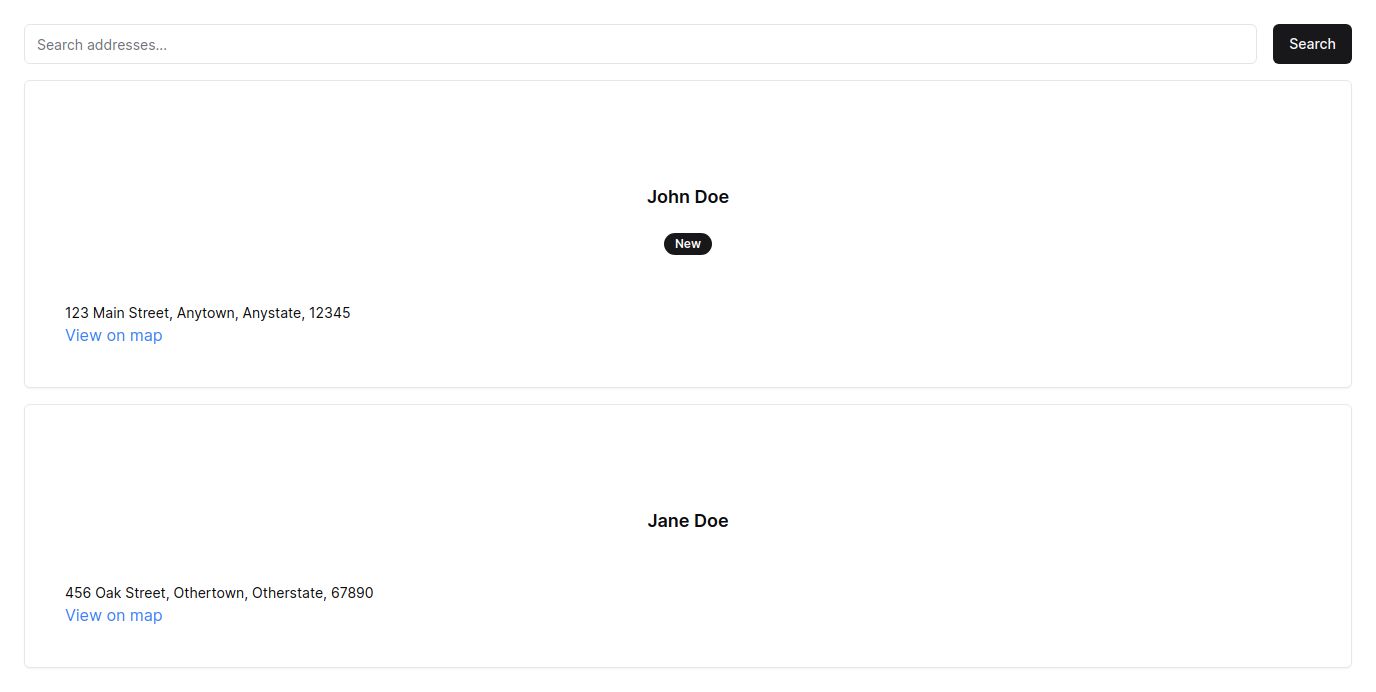 Search addresses...
Search
John Doe
New
123 Main Street, Anytown, Anystate, 12345
View on map
Jane Doe
456 Oak Street, Othertown, Otherstate, 67890
View on map